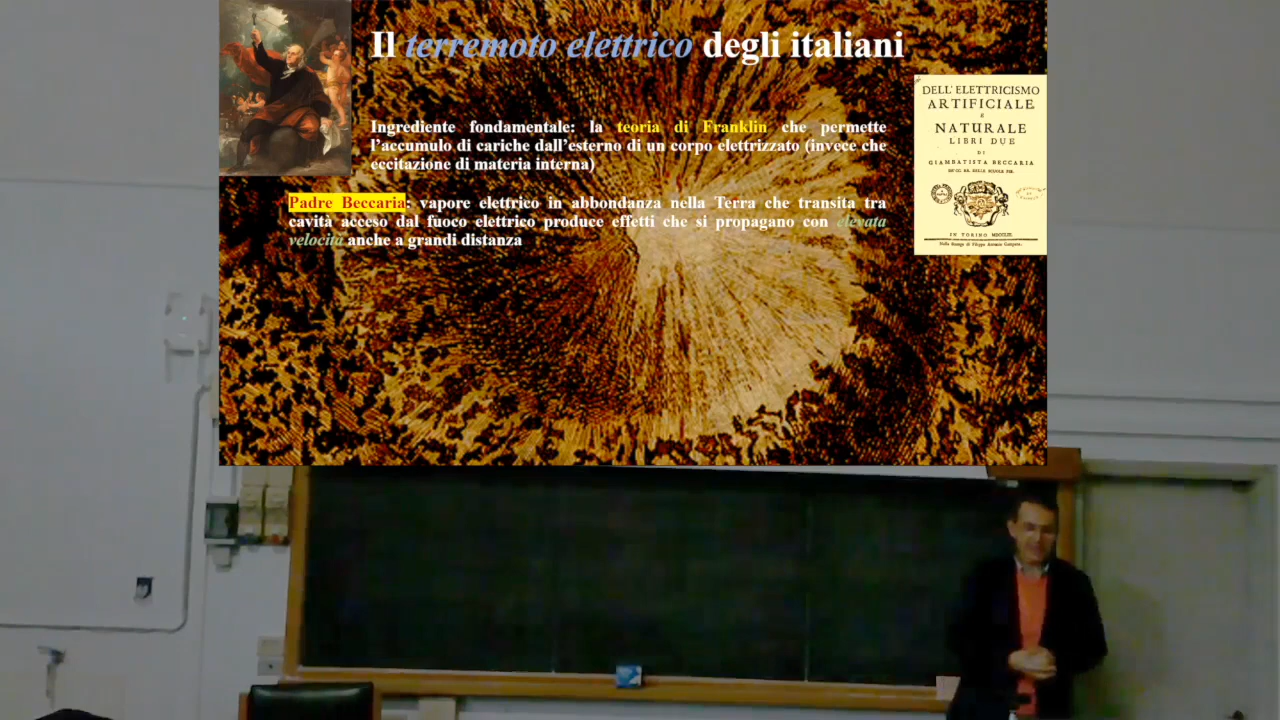 Il terremoto elettrico degli italiani
Ingrediente fondamentale: la teoria di Franklin che permette
l'accumulo di cariche dall'esterno di un corpo elettrizzato (invece che
eccitazione di materia interna)
Padre Beccaria: vapore elettrico in abbondanza nella Terra che transita tra
cavità acceso dal fuoco elettrico produce effetti che si propagano con elevata
velocità anche a grandi distanza
DELL' ELETTRICISMO
ARTIFICIALE
E
NATURALE
LIBRI DUE
DI
GIAMBATISTA BECCARIA
IN TORINO